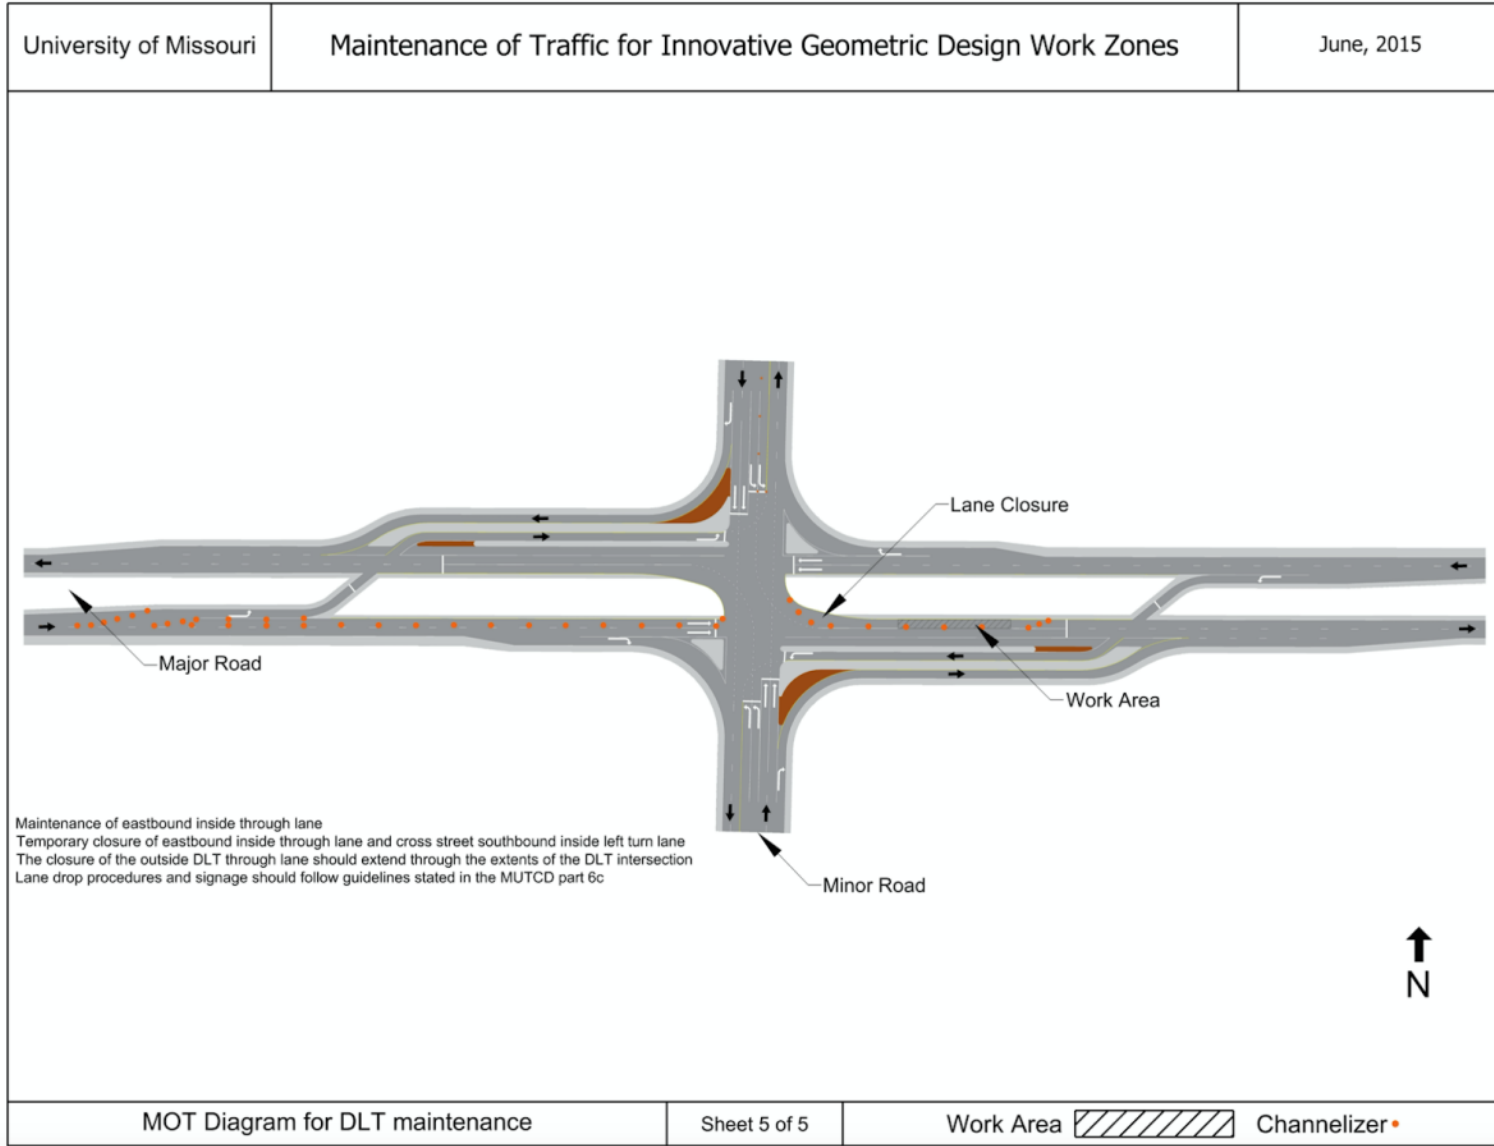 University of Missouri
Maintenance of Traffic for Innovative Geometric Design Work Zones
June, 2015
Lane Closure
Major Road
Work Area
Maintenance of eastbound inside through lane
Temporary closure of eastbound inside through lane and cross street southbound inside left turn lane
The closure of the outside DLT through lane should extend through the extents of the DLT intersection
Lane drop procedures and signage should follow guidelines stated in the MUTCD part 6c
Minor Road
N
MOT Diagram for DLT maintenance
Sheet 5 of 5
Work Area
Channelizer